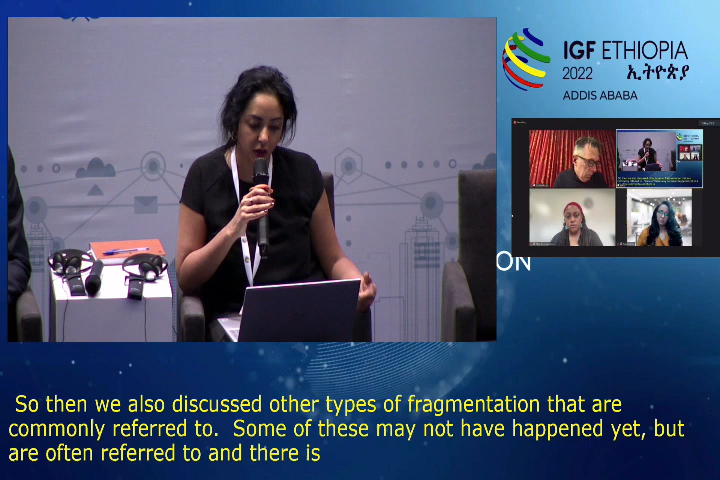 IGF ETHIOPIA
2022 ኢትዮጵያ
ADDIS ABABA
ON
So then we also discussed other types of fragmentation that are
commonly referred to.  Some of these may not have happened yet, but
are often referred to and there is